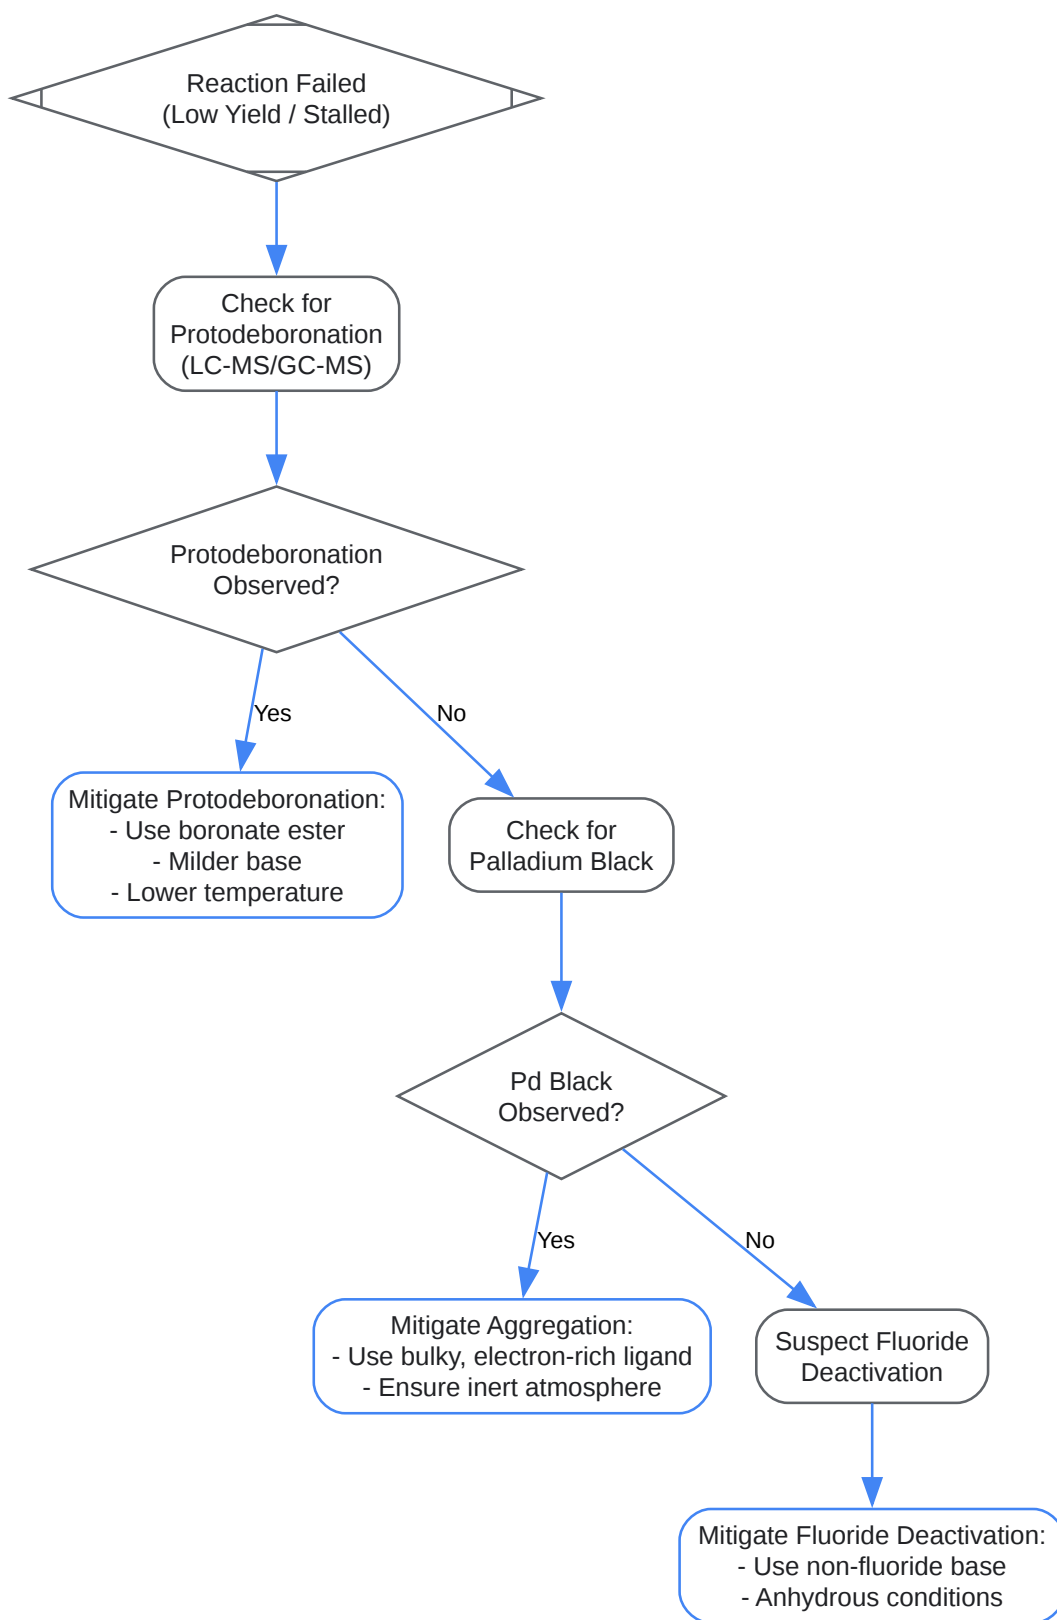 Reaction Failed
(Low Yield / Stalled)
Check for
Protodeboronation
(LC-MS/GC-MS)
Protodeboronation
Observed?
Yes
No
Mitigate Protodeboronation:
- Use boronate ester
- Milder base
- Lower temperature
Check for
Palladium Black
Pd Black
Observed?
Yes
No
Mitigate Aggregation:
- Use bulky, electron-rich ligand
- Ensure inert atmosphere
Suspect Fluoride
Deactivation
Mitigate Fluoride Deactivation:
- Use non-fluoride base
- Anhydrous conditions